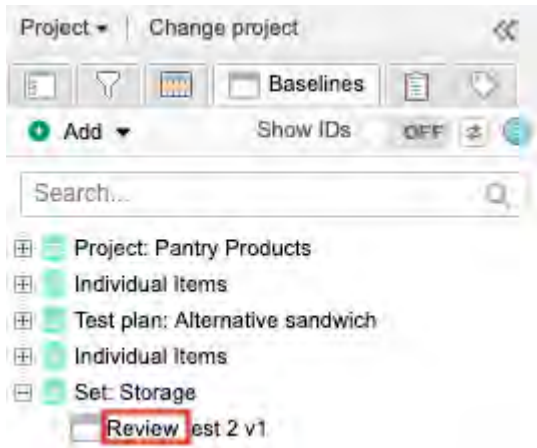 Project Change project
Baselines
Add Show IDs OFF
Search...
Project: Pantry Products
Individual Items
Test plan: Alternative sandwich
Individual Items
Set: Storage
Review est 2 v1